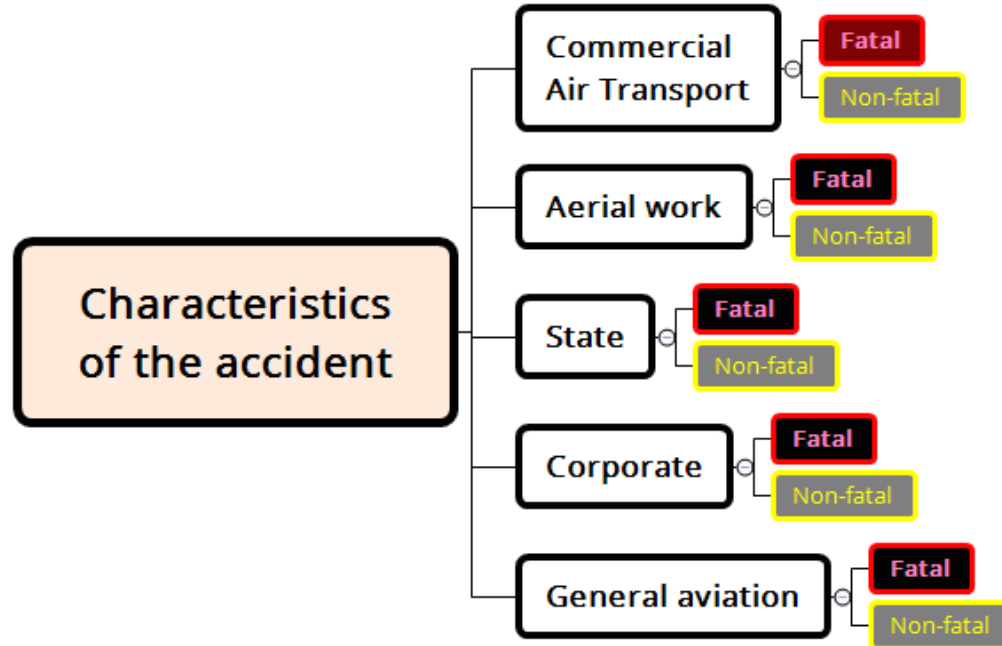 Characteristics
of the accident
Commercial
Air Transport
Fatal
Non-fatal
Aerial work
Fatal
Non-fatal
State
Fatal
Non-fatal
Corporate
Fatal
Non-fatal
General aviation
Fatal
Non-fatal